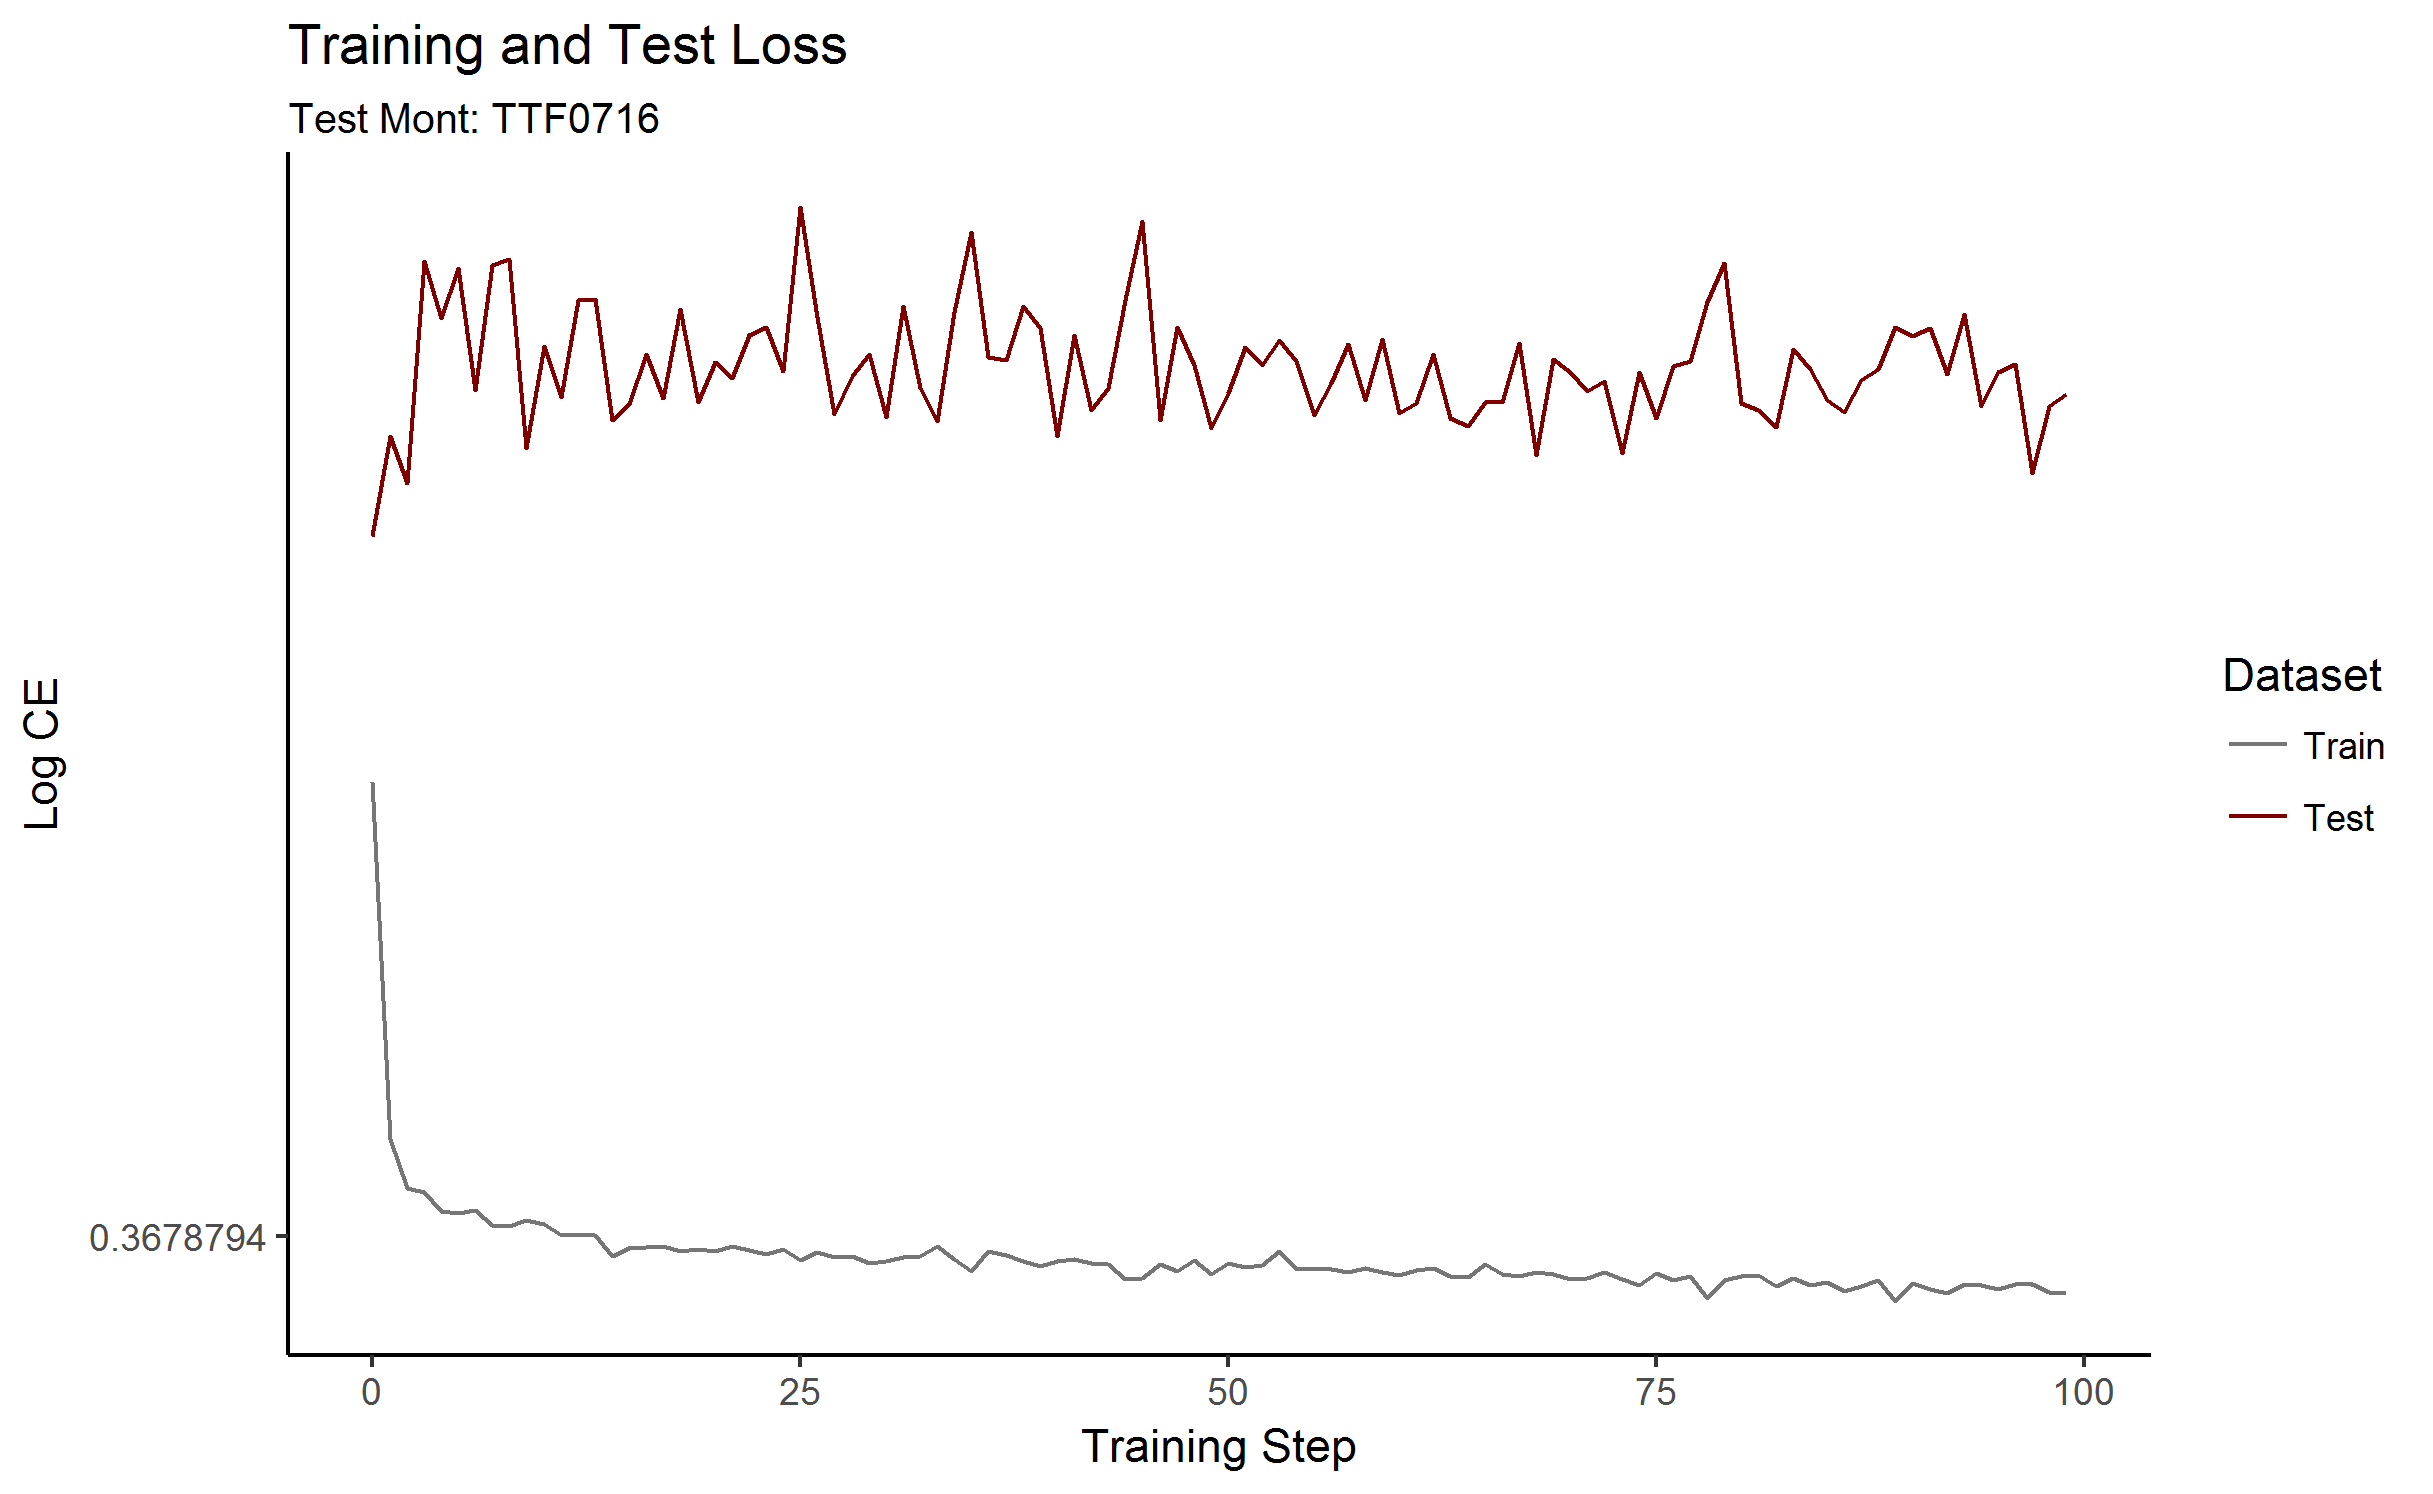 Training and Test Loss
Test Mont: TTF0716
Log CE
0.3678794
0 25 50 75 100
Training Step
Dataset
Train
Test